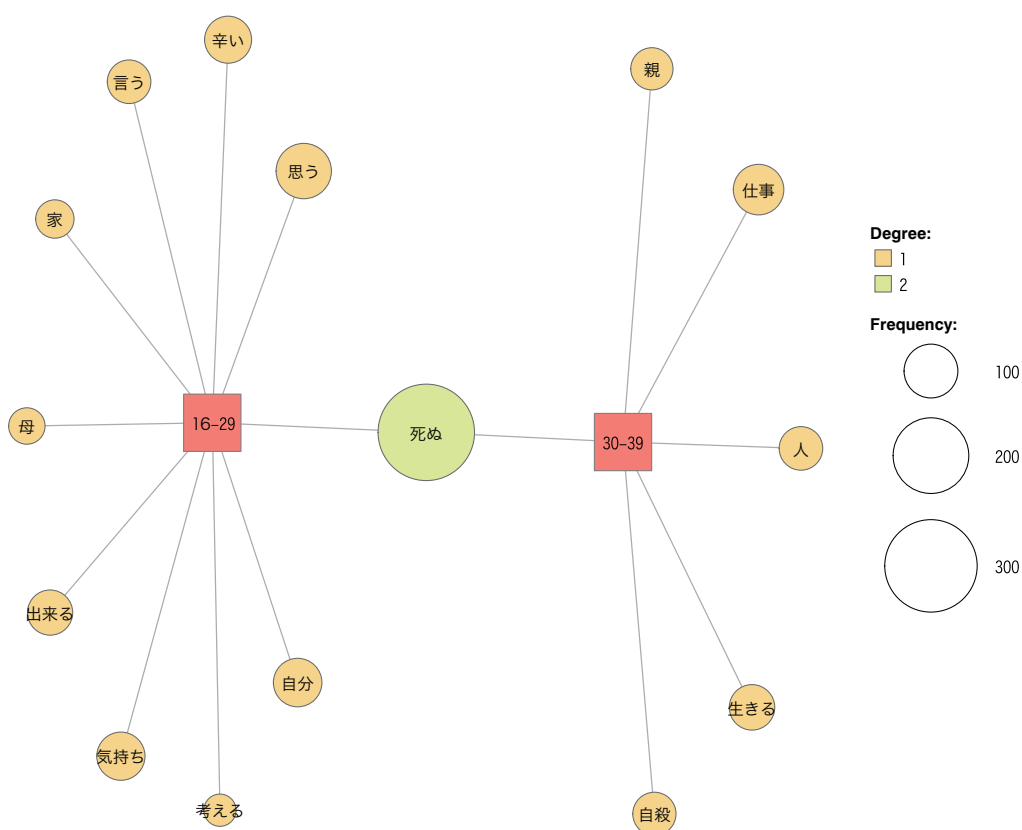 辛い
言う
親
思う
仕事
家
Degree:
1
2
Frequency:
100
200
300
16–29
死ぬ
30–39
母
人
出来る
自分
生きる
気持ち
考える
自殺